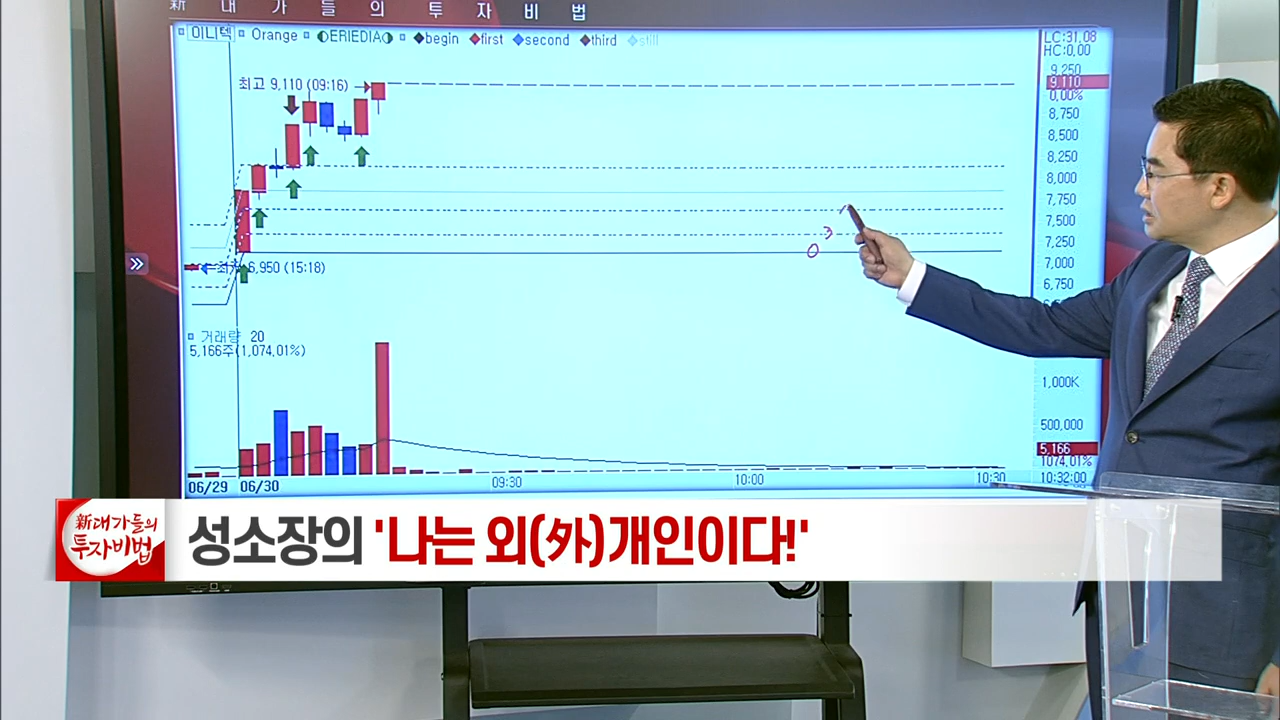 新 대 가 들 의 투 자 비 법
이니텍 Orange ERIEDIA begin first second third still
LC:31.08
HC:0.00
9,250
9,110
0.00%
8,750
8,500
8,250
8,000
7,750
7,500
7,250
7,000
6,750
최고 9,110 (09:16)
6,950 (15:18)
0 3
거래량 20
5,166주(1,074.01%)
1,000K
500,000
5,166
1074.01%
06/29 06/30 09:30 10:00 10:30 10:32:00
新대가들의
투자비법
성소장의 '나는 외(外)개인이다!'